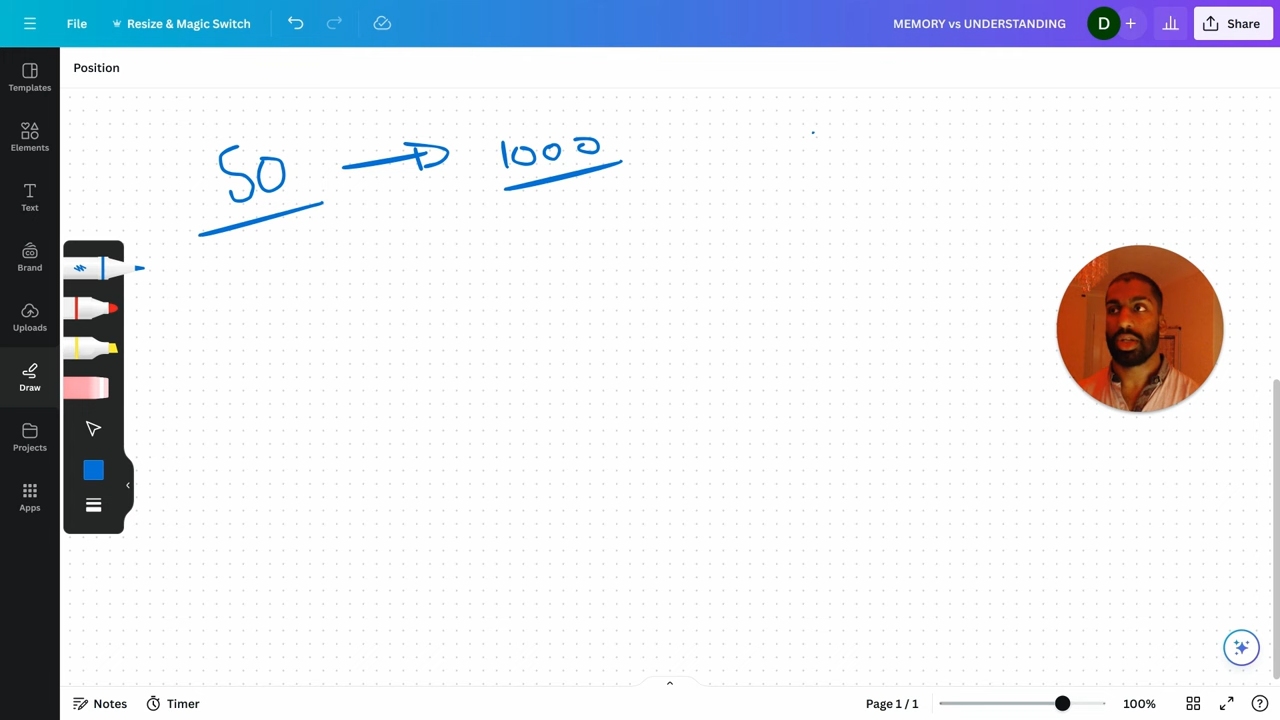 File
Resize & Magic Switch
MEMORY vs UNDERSTANDING
D
Share
Templates
Position
50 → 1000
Elements
Text
CO
Brand
Uploads
Draw
Projects
Apps
Notes
Timer
Page 1 / 1
100%